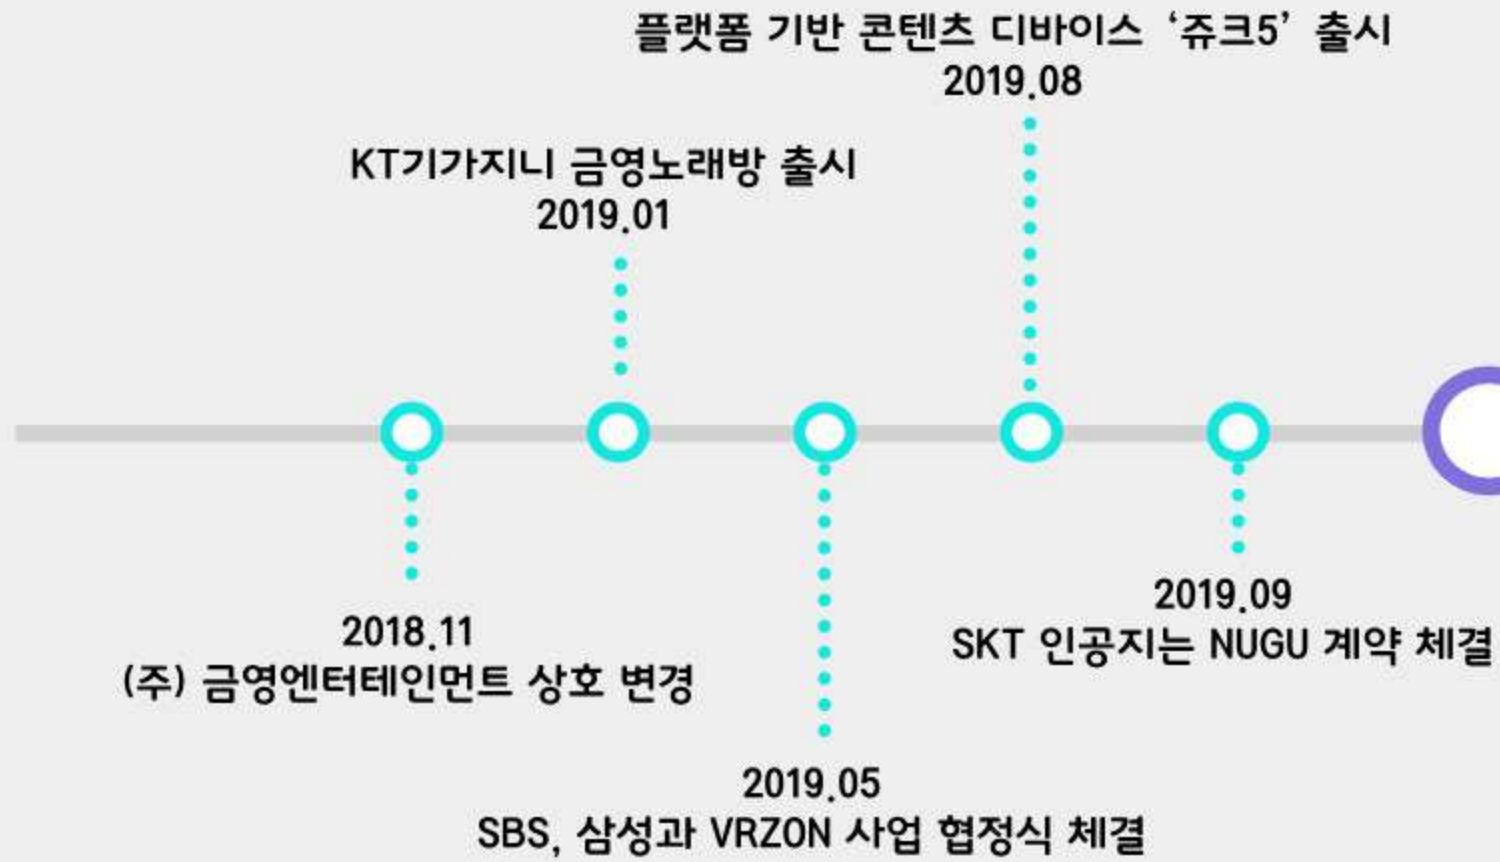 플랫폼 기반 콘텐츠 디바이스 ‘쥬크5’ 출시
2019.08
KT기가지니 금영노래방 출시
2019.01
2018.11
(주) 금영엔터테인먼트 상호 변경
2019.09
SKT 인공지는 NUGU 계약 체결
2019.05
SBS, 삼성과 VRZON 사업 협정식 체결